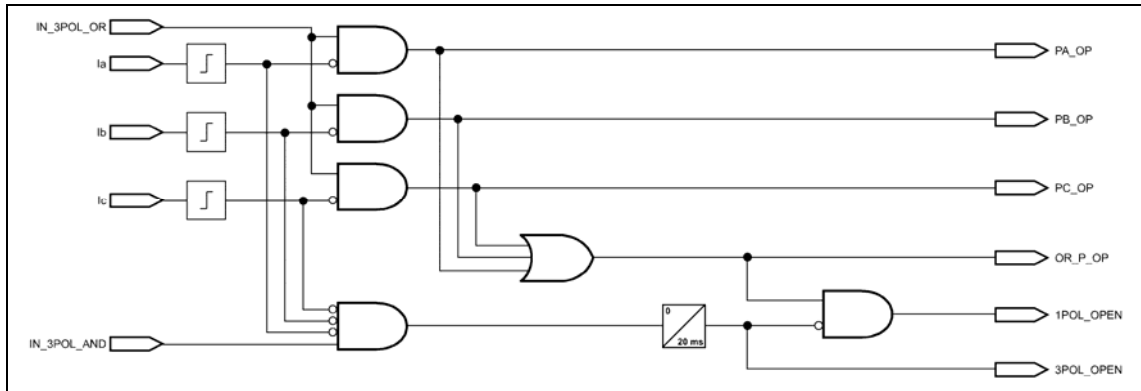 IN_3POL_OR
Ia
PA_OP
Ib
PB_OP
Ic
PC_OP
OR_P_OP
0
20 ms
1POL_OPEN
IN_3POL_AND
3POL_OPEN